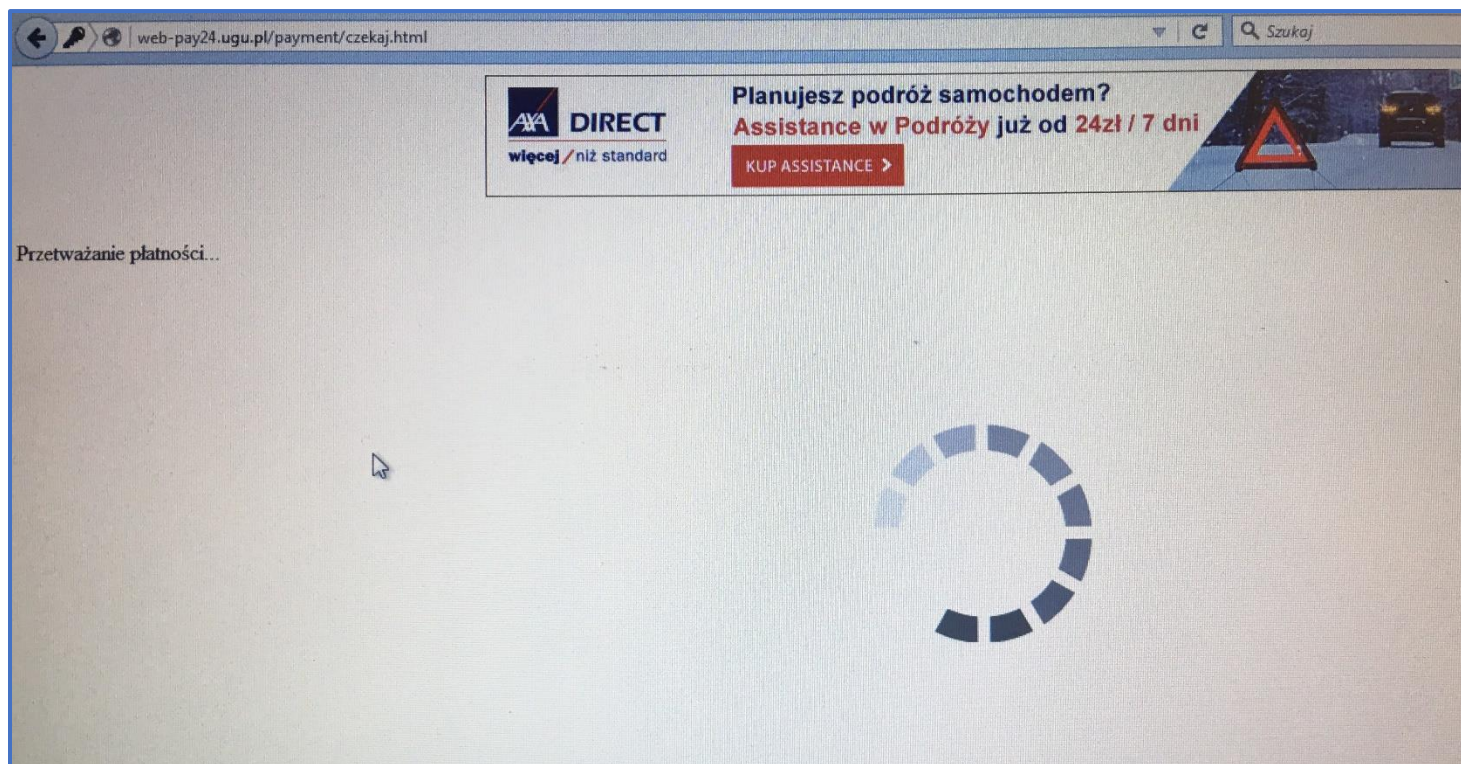 web-pay24.ugu.pl/payment/czekaj.html
Szukaj
AXA DIRECT
więcej / niż standard
Planujesz podróż samochodem?
Assistance w Podróży już od 24zł / 7 dni
KUP ASSISTANCE >
Przetważanie płatności...